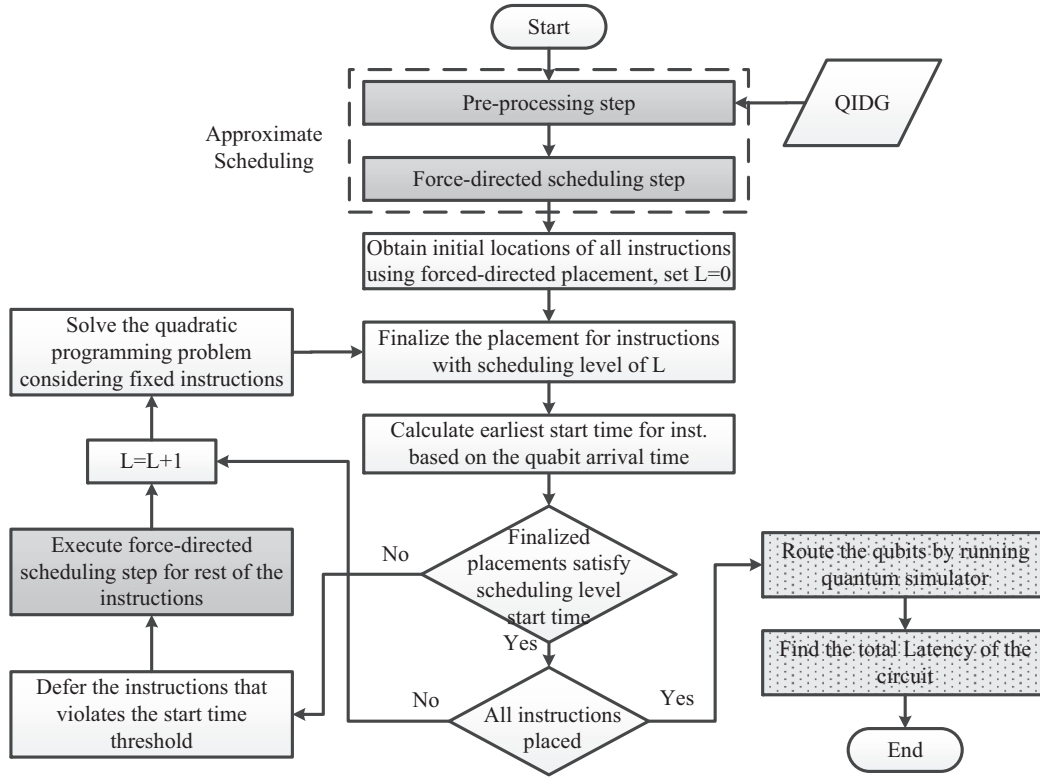 Start
Pre-processing step
QIDG
Approximate
Scheduling
Force-directed scheduling step
Obtain initial locations of all instructions
using forced-directed placement, set L=0
Solve the quadratic
programming problem
considering fixed instructions
Finalize the placement for instructions
with scheduling level of L
Calculate earliest start time for inst.
based on the quabit arrival time
L=L+1
Execute force-directed
scheduling step for rest of the
instructions
No
Finalized
placements satisfy
scheduling level
start time
Yes
Route the qubits by running
quantum simulator
Find the total Latency of the
circuit
Defer the instructions that
violates the start time
threshold
No
All instructions
placed
Yes
End